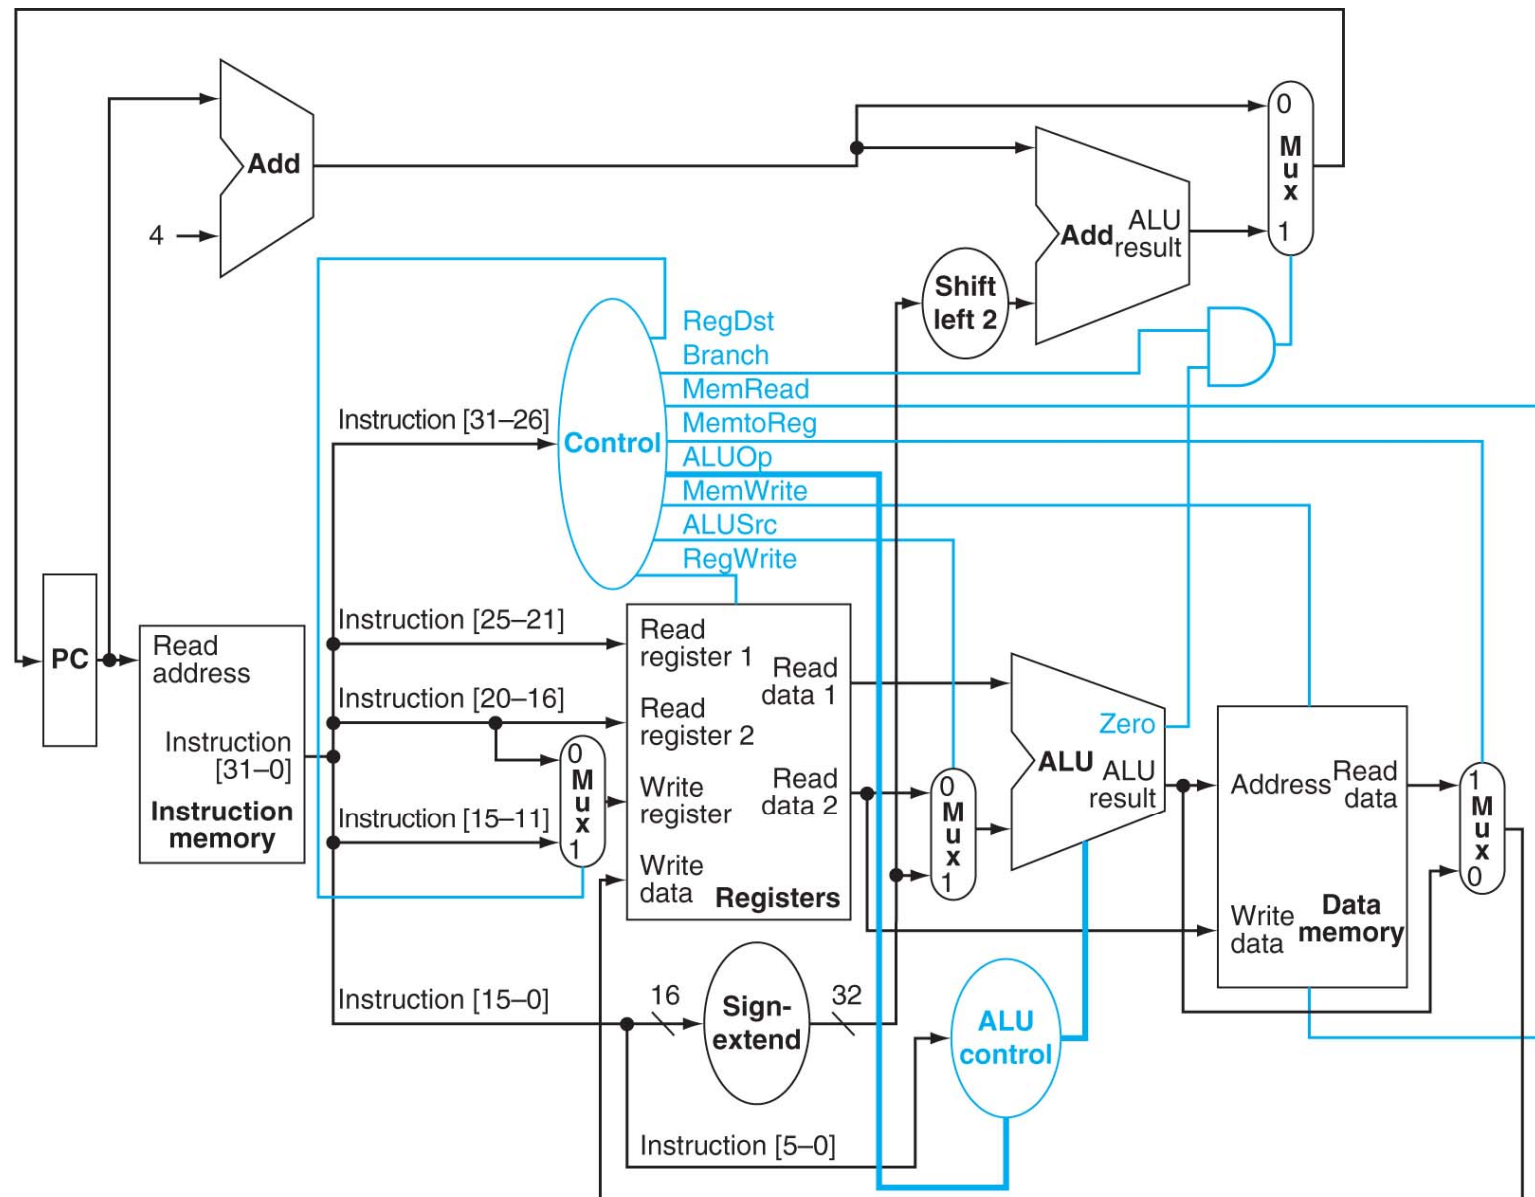 Add
4
0
M
u
x
1
Add
ALU
result
Shift
left 2
RegDst
Branch
MemRead
MemtoReg
ALUOp
MemWrite
ALUSrc
RegWrite
Control
Instruction [31–26]
Instruction [25–21]
Instruction [20–16]
Instruction [15–11]
Instruction [15–0]
Instruction [5–0]
PC
Read
address
Instruction
[31–0]
Instruction
memory
0
M
u
x
1
Read
register 1
Read
register 2
Write
register
Write
data
Read
data 1
Read
data 2
Registers
0
M
u
x
1
Zero
ALU
ALU
result
Address
Read
data
Write
data
Data
memory
1
M
u
x
0
16
Sign-
extend
32
ALU
control